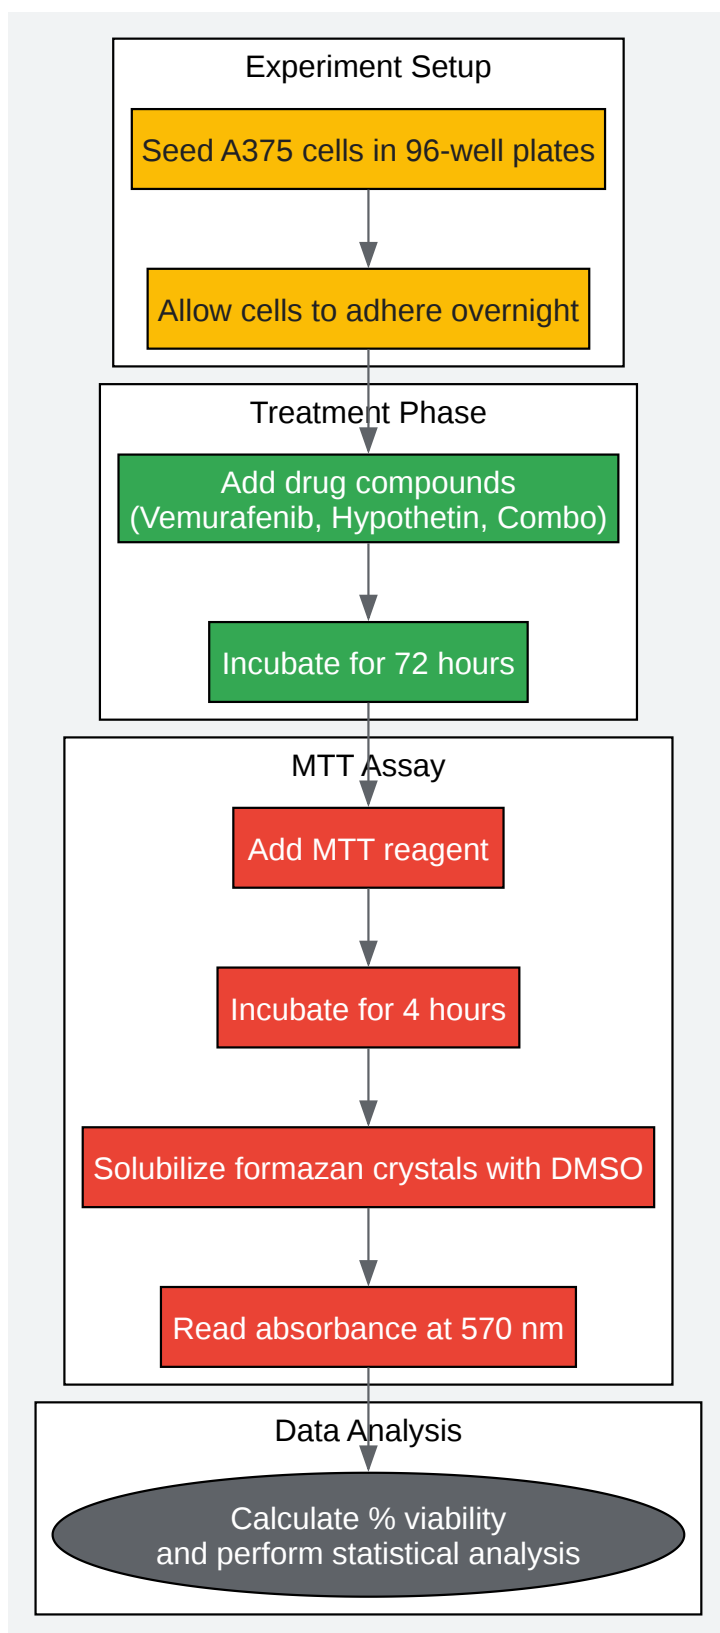 Experiment Setup
Seed A375 cells in 96-well plates
Allow cells to adhere overnight
Treatment Phase
Add drug compounds
(Vemurafenib, Hypothetin, Combo)
Incubate for 72 hours
MTT Assay
Add MTT reagent
Incubate for 4 hours
Solubilize formazan crystals with DMSO
Read absorbance at 570 nm
Data Analysis
Calculate % viability
and perform statistical analysis